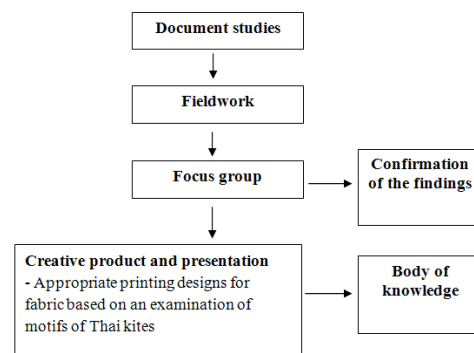 Document studies
Fieldwork
Focus group
Confirmation
of the findings
Creative product and presentation
- Appropriate printing designs for
fabric based on an examination of
motifs of Thai kites
Body of
knowledge